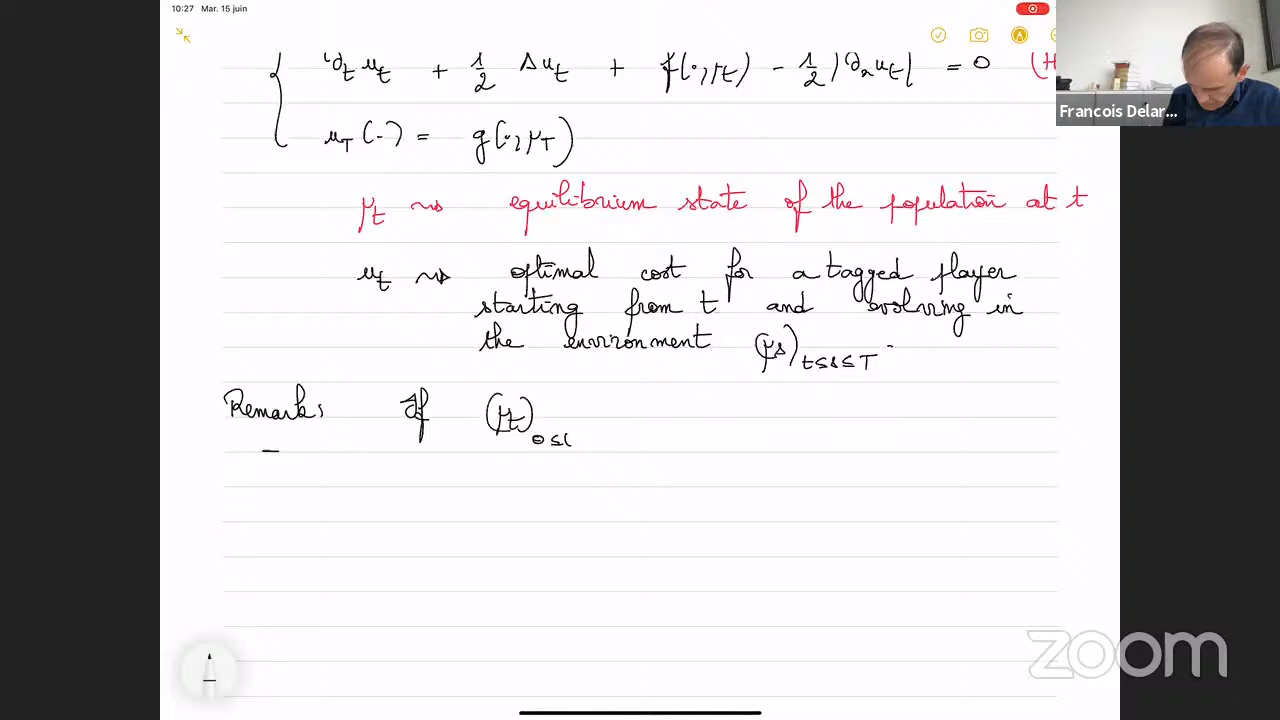 10:27 Mar. 15 juin
∂_t u_t + 1/2 Δu_t + f(·, μ_t) - 1/2 |∂_x u_t| = 0 (H
u_T(·) = g(·, μ_T)
μ_t ⇝ equilibrium state of the population at t
u_t ⇝ optimal cost for a tagged player
starting from t and evolving in
the environment (μ_s)_{t≤s≤T}
Remark: If (μ_t)_{0≤(
Francois Delar...
zoom